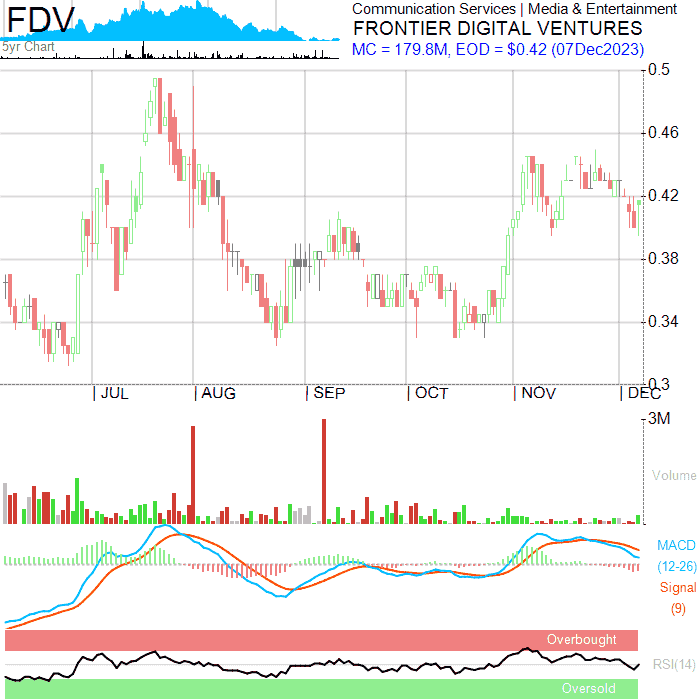 FDV
5yr Chart
Communication Services | Media & Entertainment
FRONTIER DIGITAL VENTURES
MC = 179.8M, EOD = $0.42 (07Dec2023)
0.5
0.46
0.42
0.38
0.34
0.3
JUL AUG SEP OCT NOV DEC
3M
Volume
MACD
(12-26)
Signal
(9)
Overbought
RSI(14)
Oversold